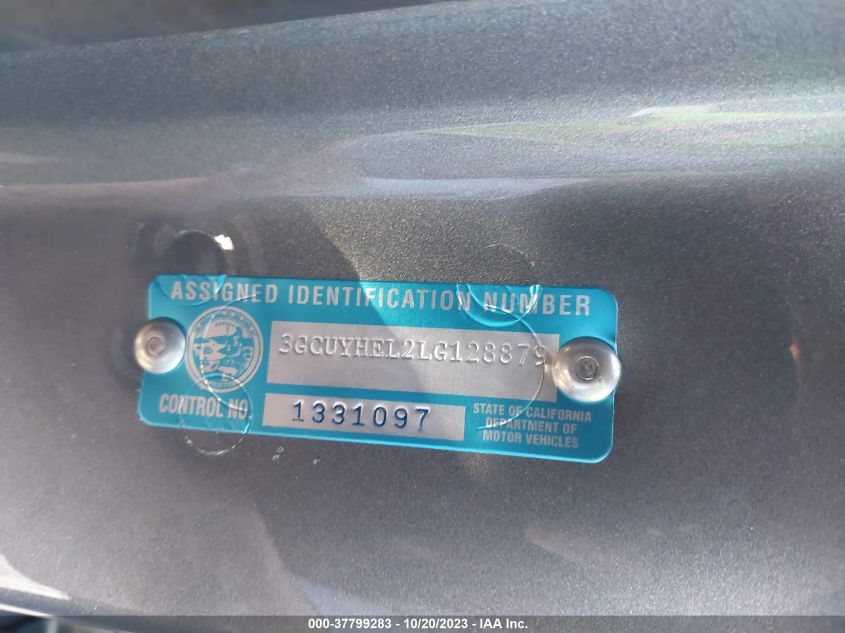 ASSIGNED IDENTIFICATION NUMBER
3GCUYHEL2LG128879
CONTROL NO. 1331097
STATE OF CALIFORNIA
DEPARTMENT OF
MOTOR VEHICLES
000-37799283 - 10/20/2023 - IAA Inc.